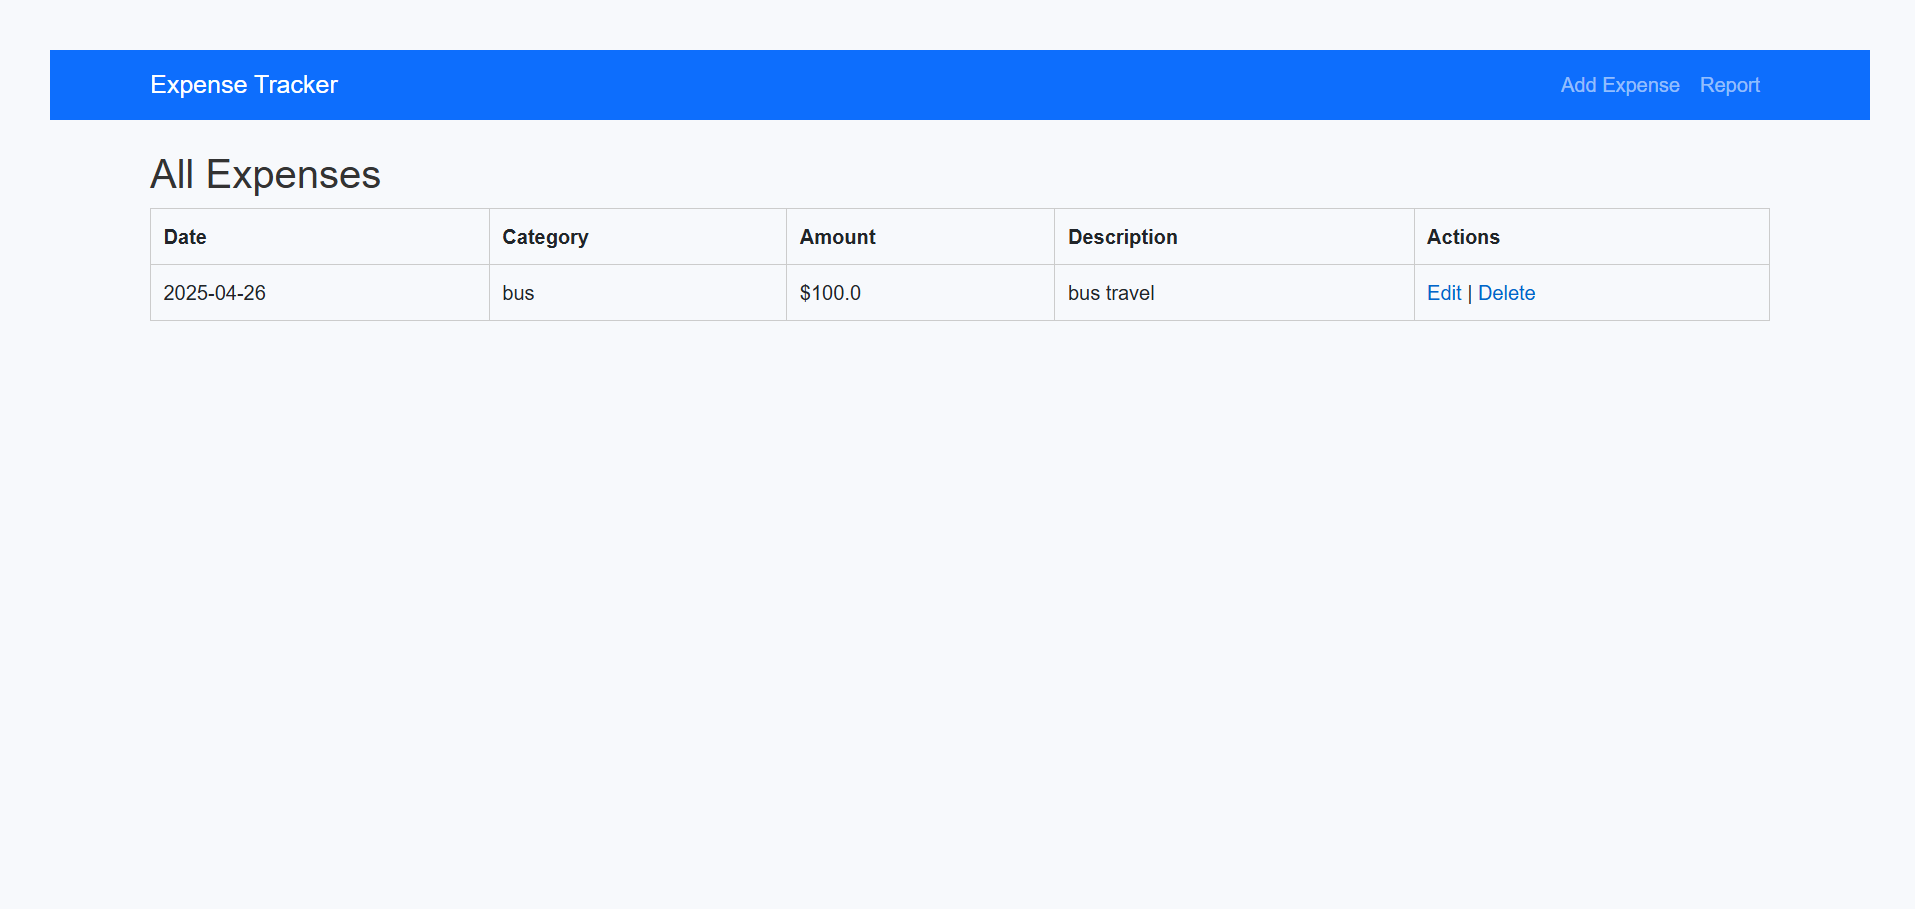 Expense Tracker Add Expense Report
All Expenses
Date Category Amount Description Actions
2025-04-26 bus $100.0 bus travel Edit | Delete